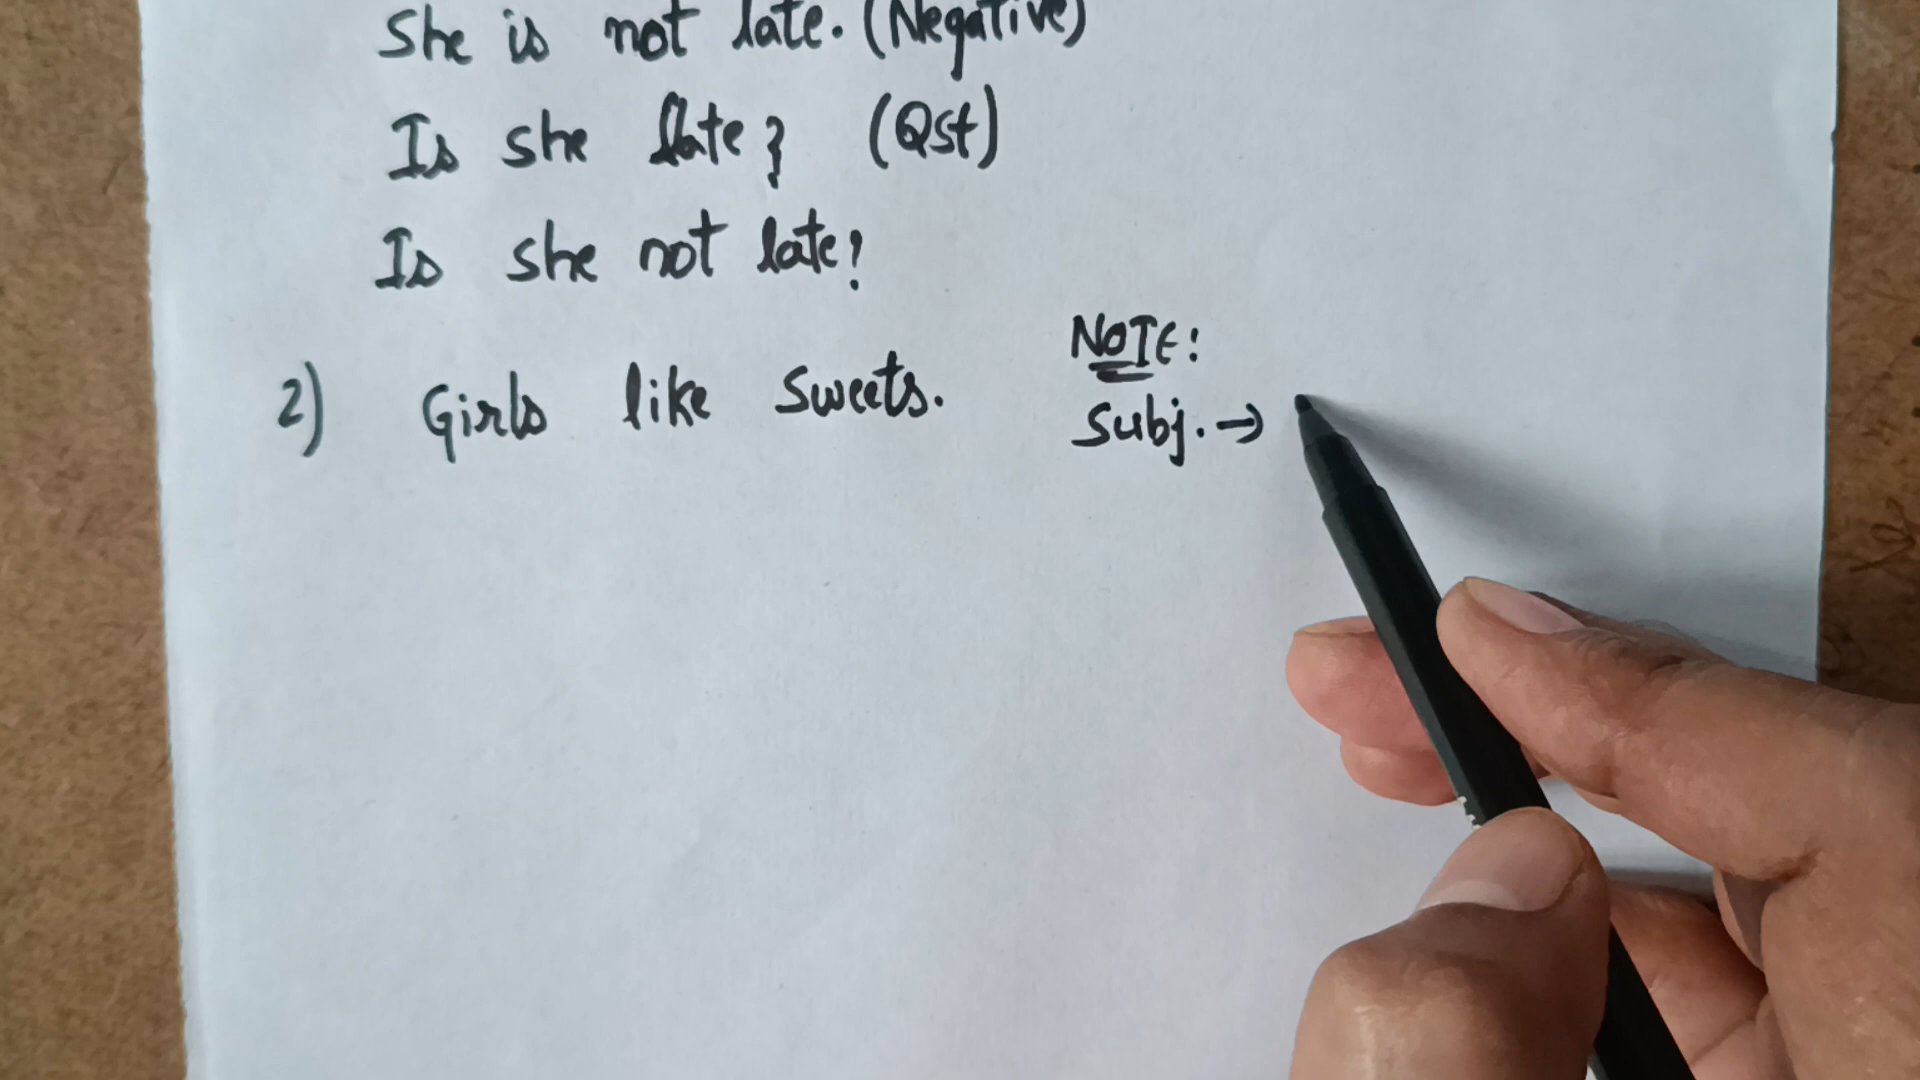 She is not late. (Negative)
Is she late? (Qst)
Is she not late?
2) Girls like sweets.
NOTE:
Subj. →